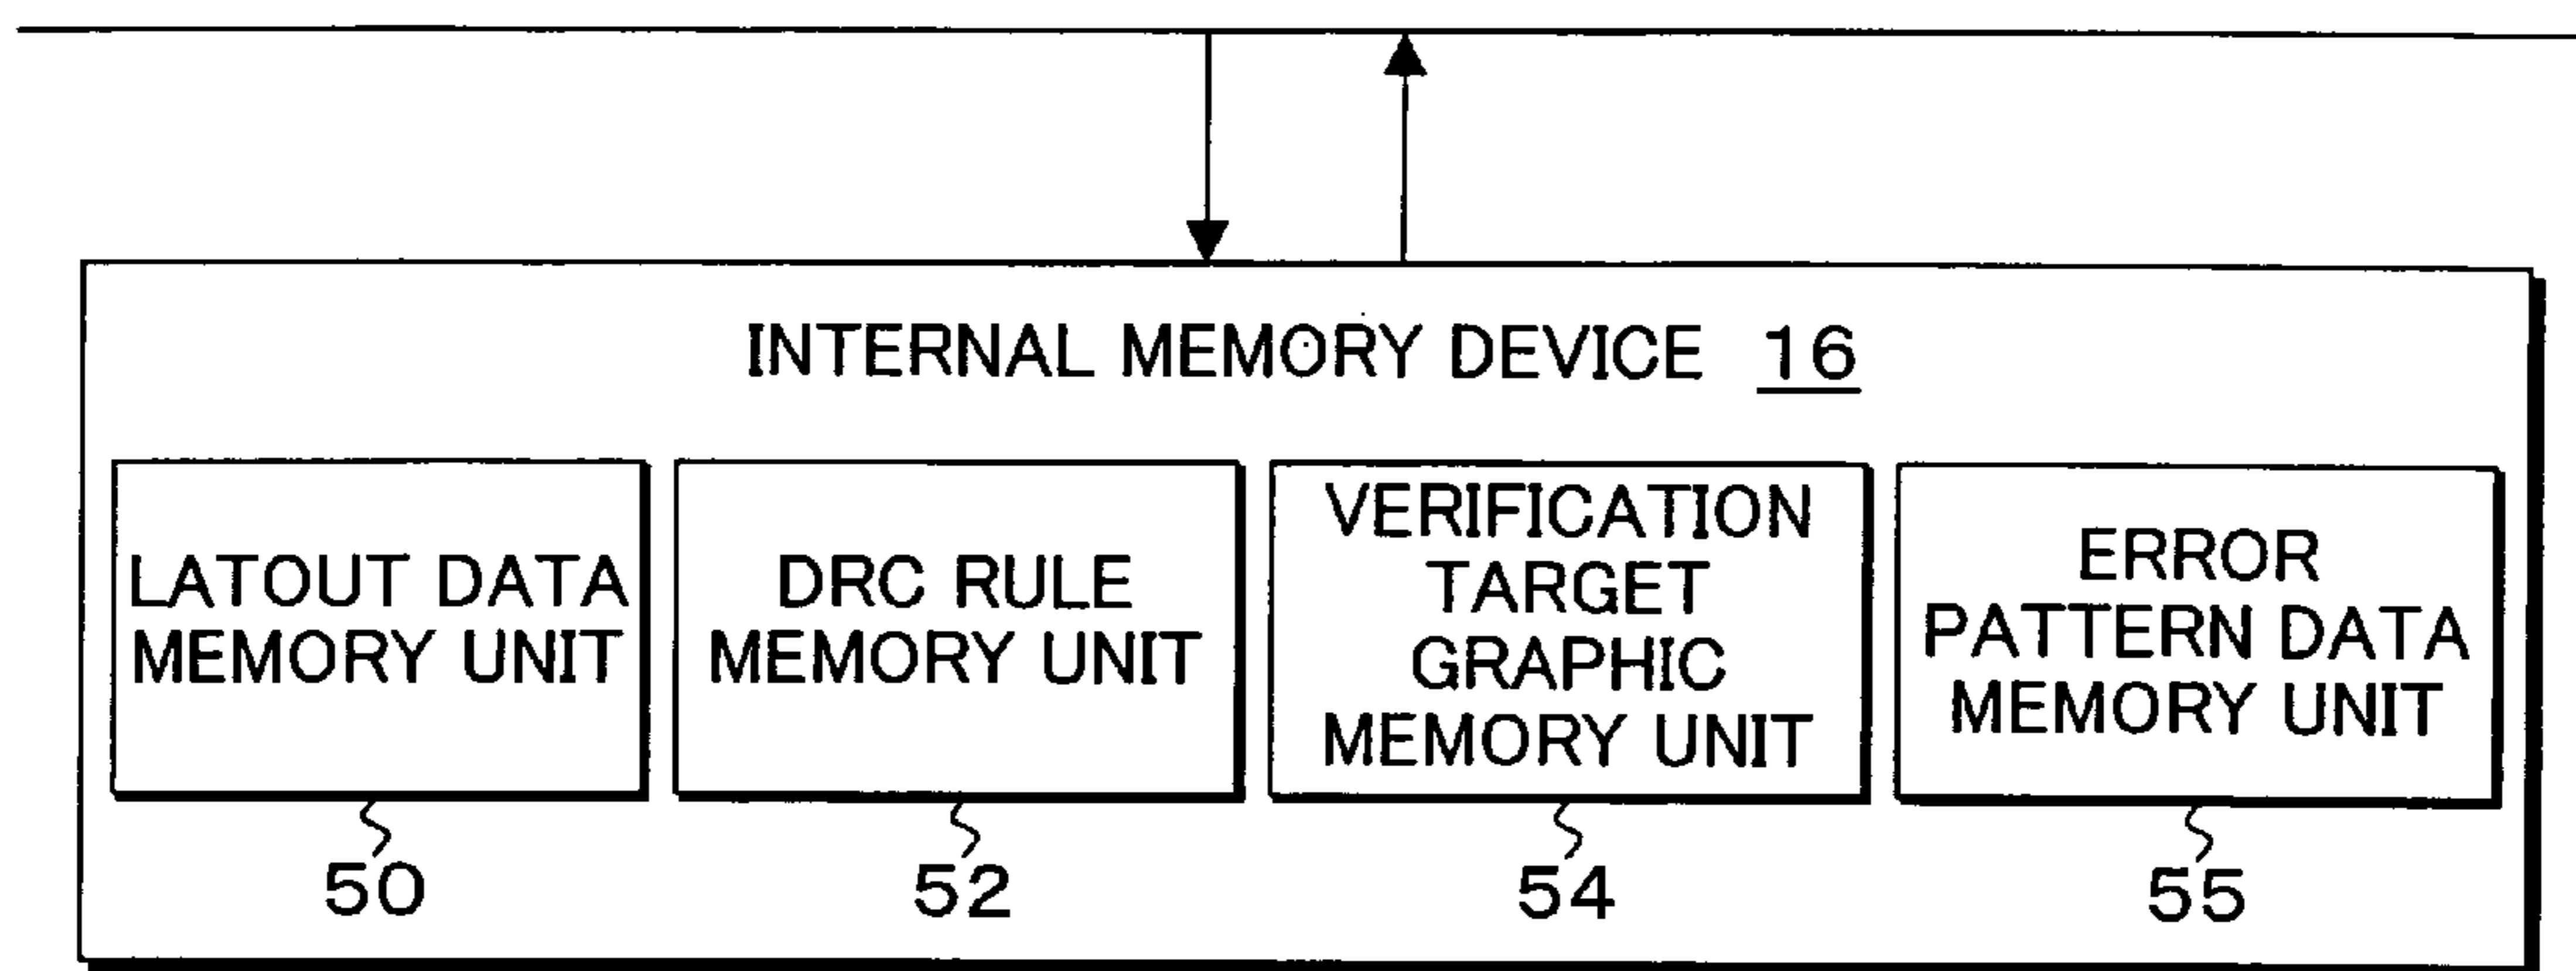 INTERNAL MEMORY DEVICE 16
LATOUT DATA
MEMORY UNIT
DRC RULE
MEMORY UNIT
VERIFICATION
TARGET
GRAPHIC
MEMORY UNIT
ERROR
PATTERN DATA
MEMORY UNIT
50
52
54
55